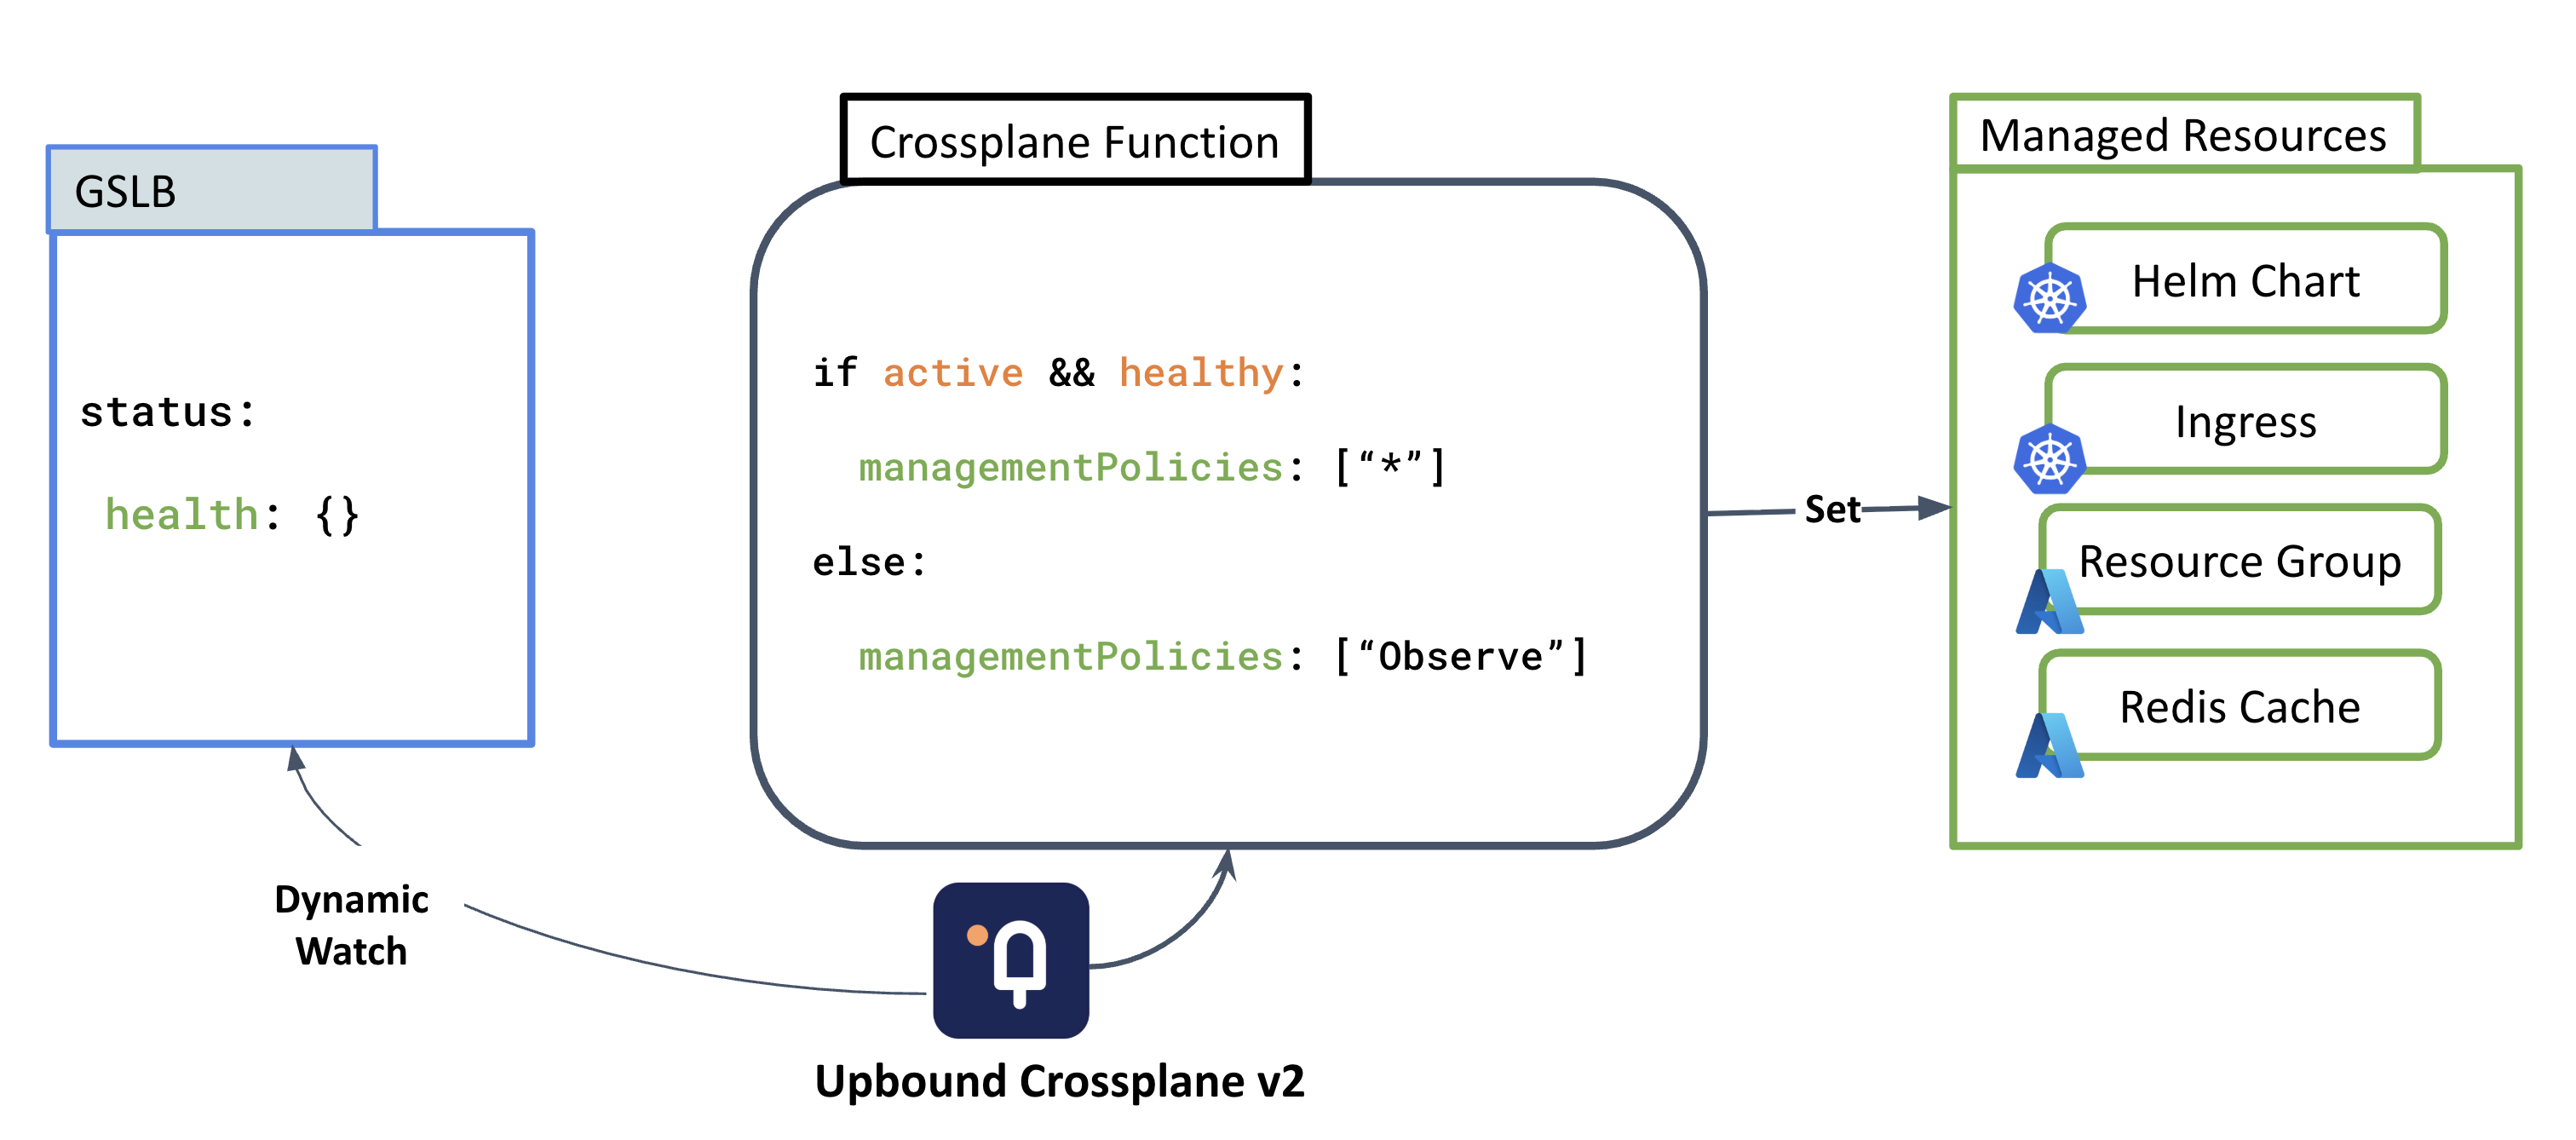 GSLB
status:
health: {}
Dynamic
Watch
Crossplane Function
if active && healthy:
managementPolicies: [“*”]
else:
managementPolicies: [“Observe”]
Upbound Crossplane v2
Set
Managed Resources
Helm Chart
Ingress
Resource Group
Redis Cache